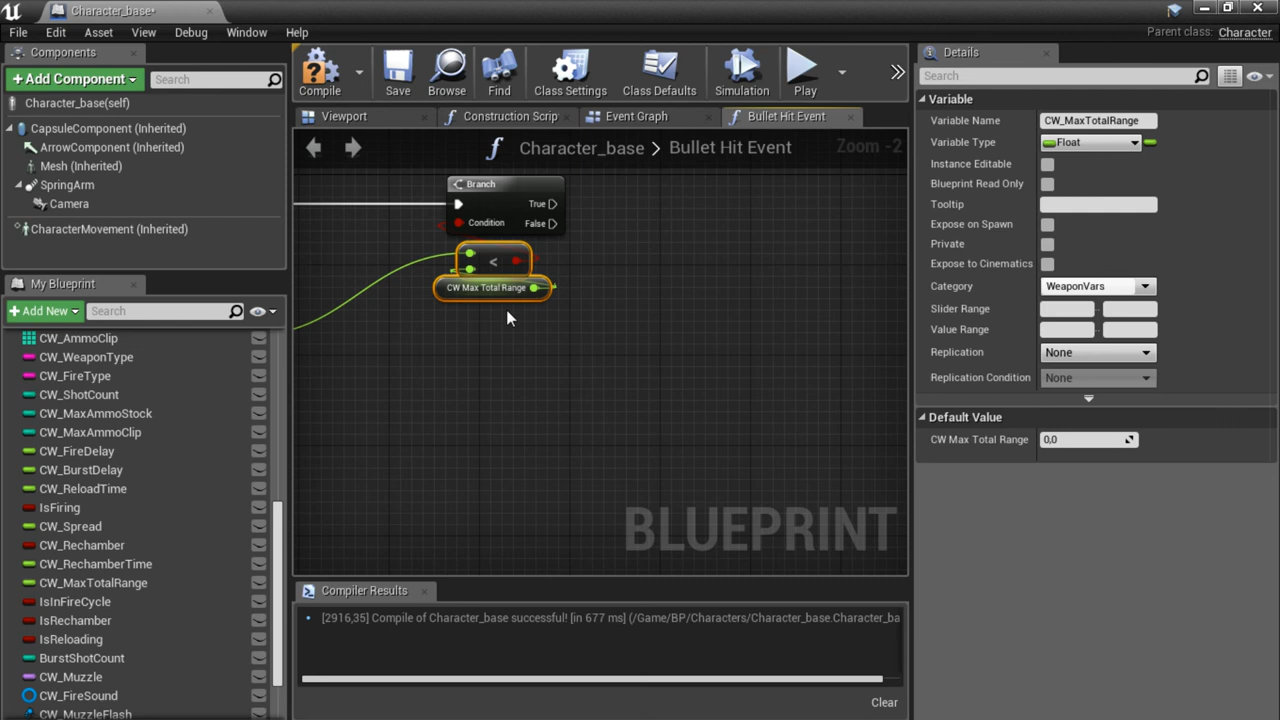 Character_base*
File Edit Asset View Debug Window Help
Parent class: Character
Components
+Add Component
Search
Character_base(self)
CapsuleComponent (Inherited)
ArrowComponent (Inherited)
Mesh (Inherited)
SpringArm
Camera
CharacterMovement (Inherited)
My Blueprint
+Add New
Search
CW_AmmoClip
CW_WeaponType
CW_FireType
CW_ShotCount
CW_MaxAmmoStock
CW_MaxAmmoClip
CW_FireDelay
CW_BurstDelay
CW_ReloadTime
IsFiring
CW_Spread
CW_Rechamber
CW_RechamberTime
CW_MaxTotalRange
IsInFireCycle
IsRechamber
IsReloading
BurstShotCount
CW_Muzzle
CW_FireSound
CW_MuzzleFlash
Compile Save Browse Find Class Settings Class Defaults Simulation Play
Viewport Construction Scrip Event Graph Bullet Hit Event
Character_base > Bullet Hit Event
Zoom -2
Branch
True
Condition False
<
CW Max Total Range
BLUEPRINT
Compiler Results
[2916,35] Compile of Character_base successful! [in 677 ms] (/Game/BP/Characters/Character_base.Character_ba
Clear
Details
Search
Variable
Variable Name CW_MaxTotalRange
Variable Type Float
Instance Editable
Blueprint Read Only
Tooltip
Expose on Spawn
Private
Expose to Cinematics
Category WeaponVars
Slider Range
Value Range
Replication None
Replication Condition None
Default Value
CW Max Total Range 0,0